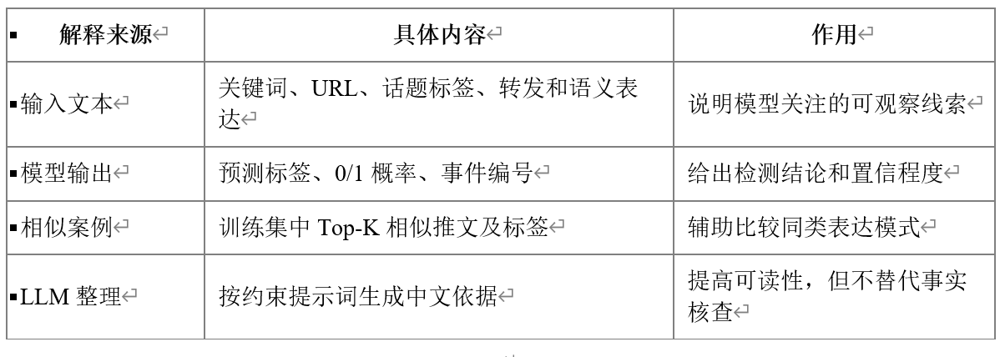 解释来源 具体内容 作用
输入文本 关键词、URL、话题标签、转发和语义表
达 说明模型关注的可观察线索
模型输出 预测标签、0/1 概率、事件编号 给出检测结论和置信程度
相似案例 训练集中 Top-K 相似推文及标签 辅助比较同类表达模式
LLM 整理 按约束提示词生成中文依据 提高可读性，但不替代事实
核查